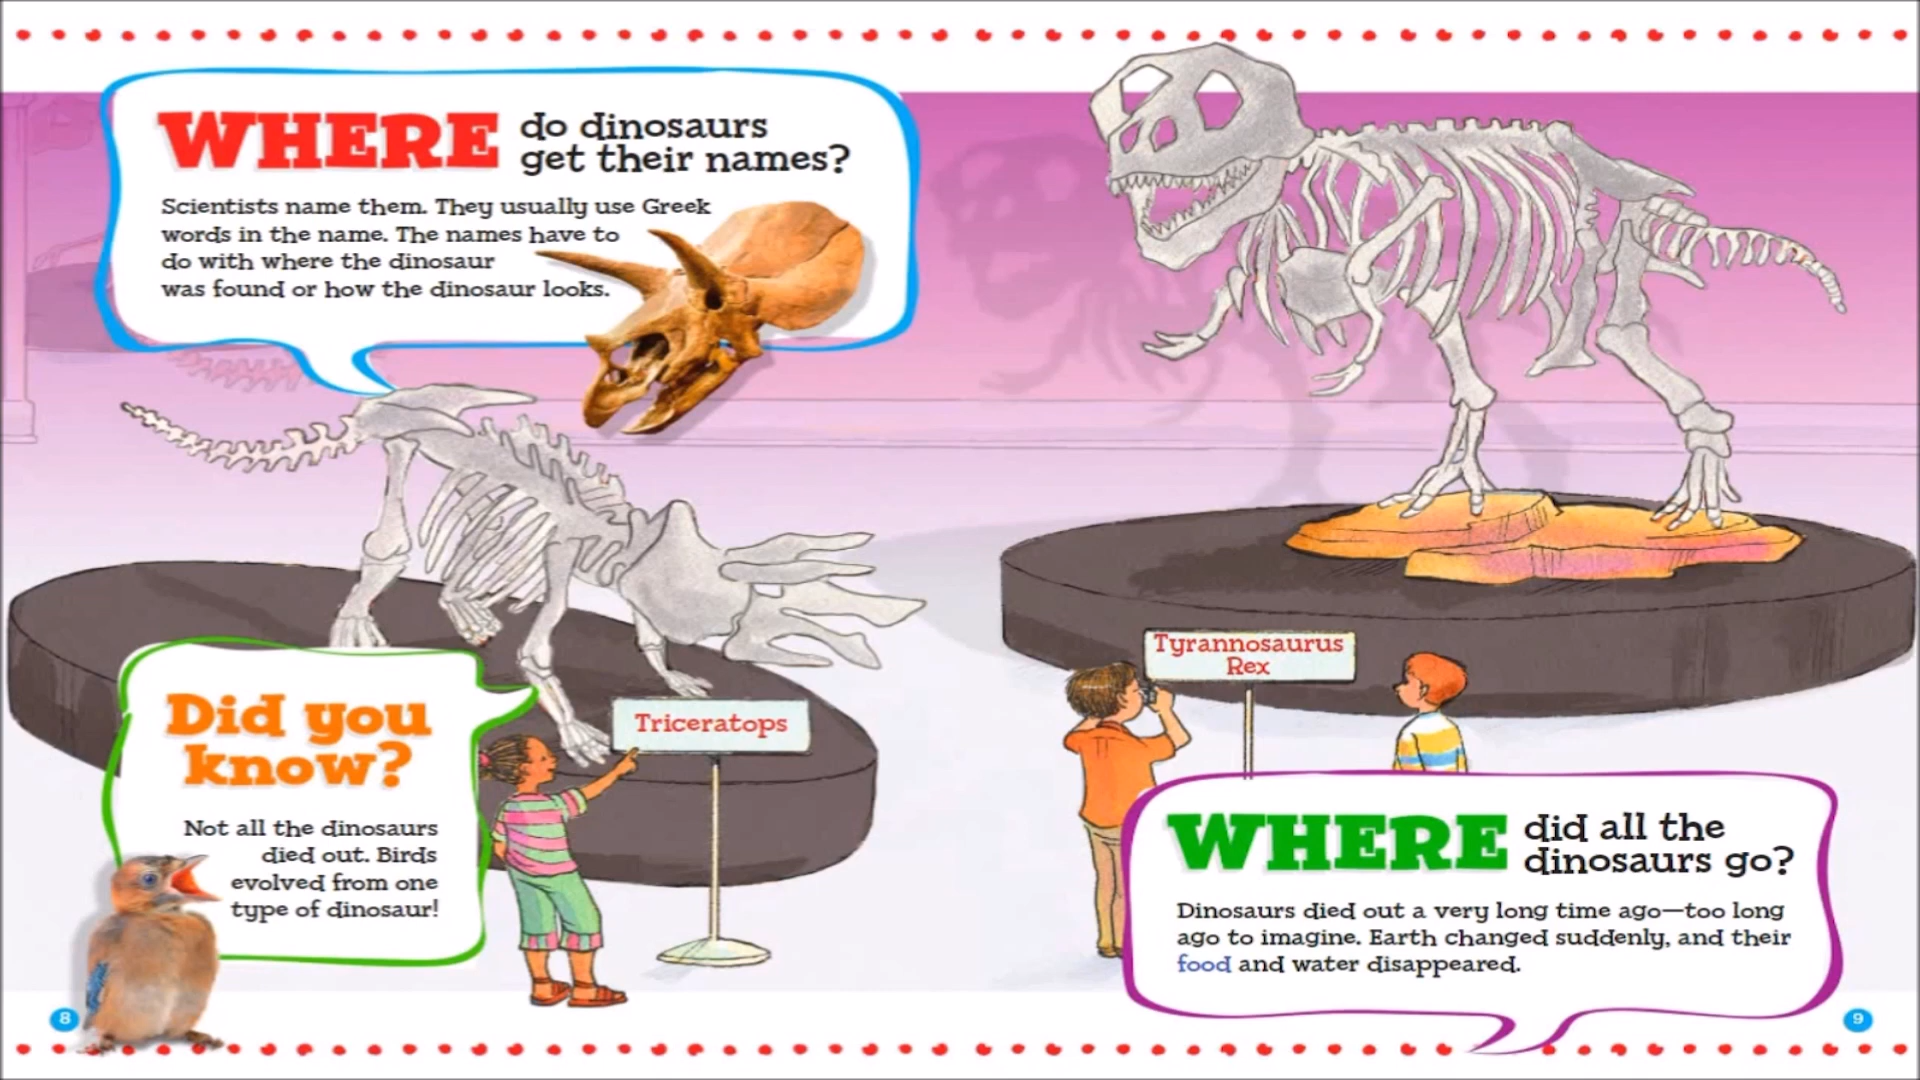 WHERE do dinosaurs
get their names?
Scientists name them. They usually use Greek
words in the name. The names have to
do with where the dinosaur
was found or how the dinosaur looks.
Triceratops
Did you
know?
Not all the dinosaurs
died out. Birds
evolved from one
type of dinosaur!
8
Tyrannosaurus
Rex
WHERE did all the
dinosaurs go?
Dinosaurs died out a very long time ago—too long
ago to imagine. Earth changed suddenly, and their
food and water disappeared.
9